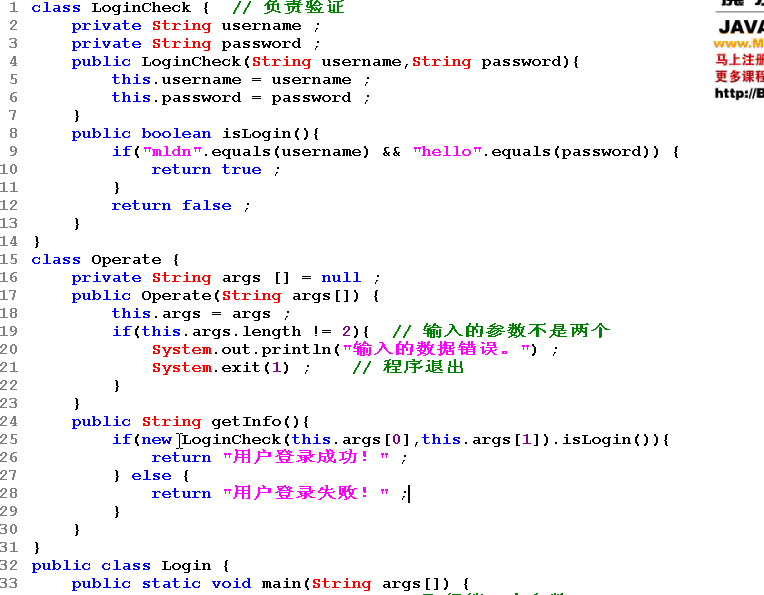 1 class LoginCheck {  // 负责验证
2     private String username ;
3     private String password ;
4     public LoginCheck(String username,String password){
5         this.username = username ;
6         this.password = password ;
7     }
8     public boolean isLogin(){
9         if("mldn".equals(username) && "hello".equals(password)) {
10             return true ;
11         }
12         return false ;
13     }
14 }
15 class Operate {
16     private String args [] = null ;
17     public Operate(String args[]) {
18         this.args = args ;
19         if(this.args.length != 2){  // 输入的参数不是两个
20             System.out.println("输入的数据错误。") ;
21             System.exit(1) ;    // 程序退出
22         }
23     }
24     public String getInfo(){
25         if(new LoginCheck(this.args[0],this.args[1]).isLogin()){
26             return "用户登录成功！" ;
27         } else {
28             return "用户登录失败！" ;
29         }
30     }
31 }
32 public class Login {
33     public static void main(String args[]) {
JAVA
www.M
马上注册
更多课程
http://B